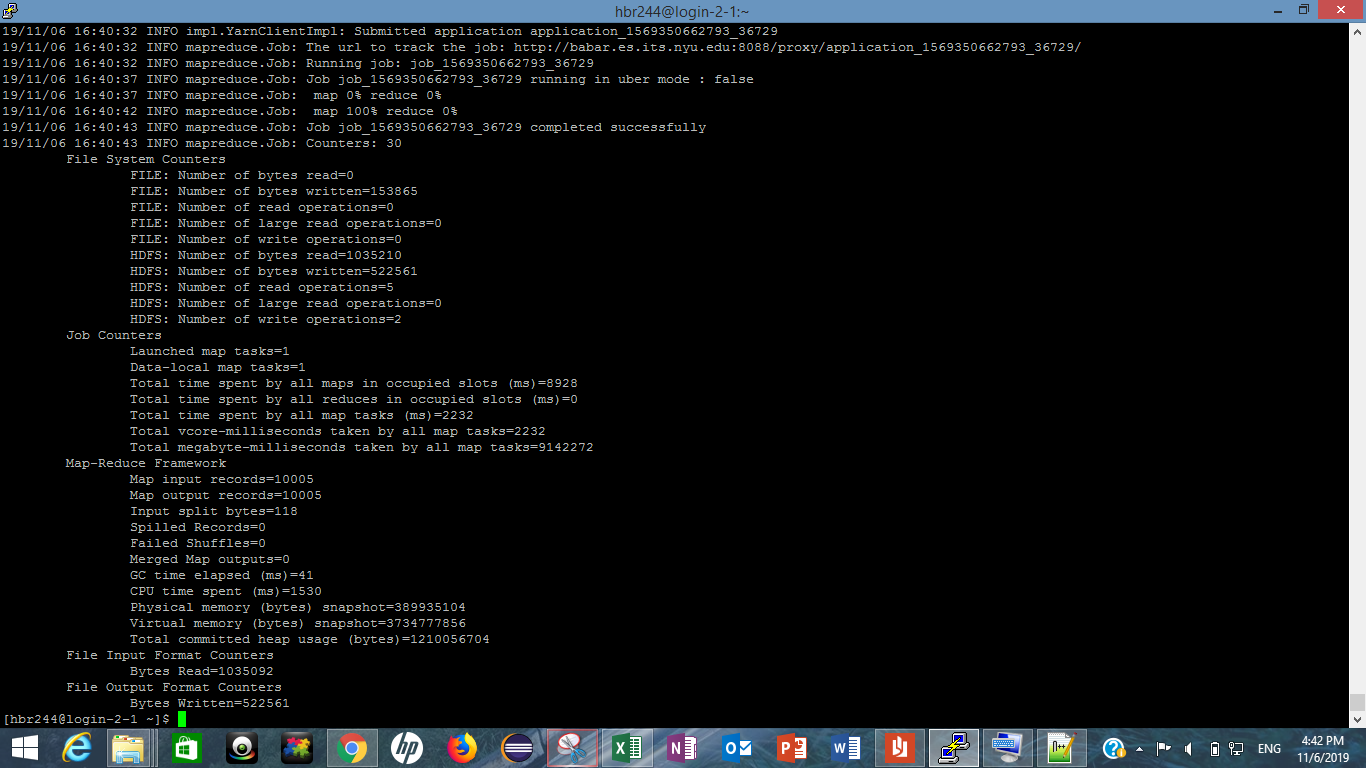 hbr244@login-2-1:~
19/11/06 16:40:32 INFO impl.YarnClientImpl: Submitted application application_1569350662793_36729
19/11/06 16:40:32 INFO mapreduce.Job: The url to track the job: http://babar.es.its.nyu.edu:8088/proxy/application_1569350662793_36729/
19/11/06 16:40:32 INFO mapreduce.Job: Running job: job_1569350662793_36729
19/11/06 16:40:37 INFO mapreduce.Job: Job job_1569350662793_36729 running in uber mode : false
19/11/06 16:40:37 INFO mapreduce.Job:  map 0% reduce 0%
19/11/06 16:40:42 INFO mapreduce.Job:  map 100% reduce 0%
19/11/06 16:40:43 INFO mapreduce.Job: Job job_1569350662793_36729 completed successfully
19/11/06 16:40:43 INFO mapreduce.Job: Counters: 30
File System Counters
FILE: Number of bytes read=0
FILE: Number of bytes written=153865
FILE: Number of read operations=0
FILE: Number of large read operations=0
FILE: Number of write operations=0
HDFS: Number of bytes read=1035210
HDFS: Number of bytes written=522561
HDFS: Number of read operations=5
HDFS: Number of large read operations=0
HDFS: Number of write operations=2
Job Counters
Launched map tasks=1
Data-local map tasks=1
Total time spent by all maps in occupied slots (ms)=8928
Total time spent by all reduces in occupied slots (ms)=0
Total time spent by all map tasks (ms)=2232
Total vcore-milliseconds taken by all map tasks=2232
Total megabyte-milliseconds taken by all map tasks=9142272
Map-Reduce Framework
Map input records=10005
Map output records=10005
Input split bytes=118
Spilled Records=0
Failed Shuffles=0
Merged Map outputs=0
GC time elapsed (ms)=41
CPU time spent (ms)=1530
Physical memory (bytes) snapshot=389935104
Virtual memory (bytes) snapshot=3734777856
Total committed heap usage (bytes)=1210056704
File Input Format Counters
Bytes Read=1035092
File Output Format Counters
Bytes Written=522561
[hbr244@login-2-1 ~]$
ENG
4:42 PM
11/6/2019